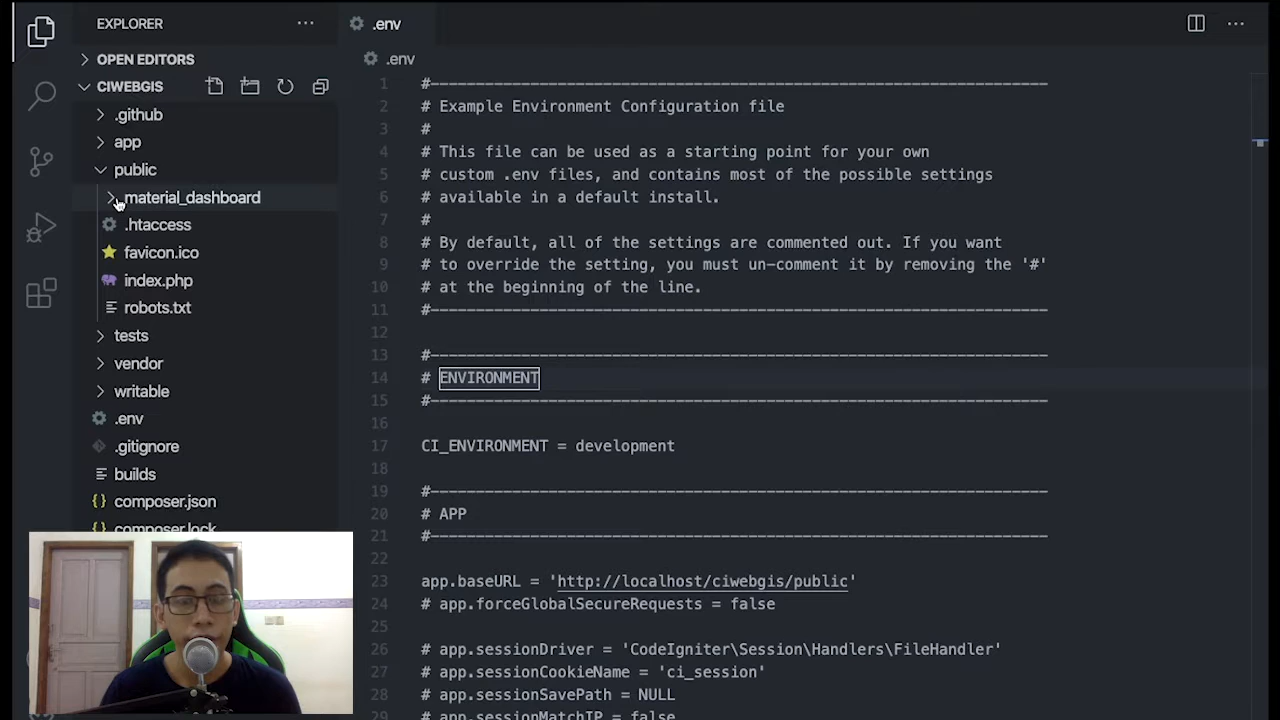 EXPLORER
.env
OPEN EDITORS
.env
CIWEBGIS
.github
app
public
material_dashboard
.htaccess
favicon.ico
index.php
robots.txt
tests
vendor
writable
.env
.gitignore
builds
composer.json
composer.lock
1 #--------------------------------------------------------------------
2 # Example Environment Configuration file
3 #
4 # This file can be used as a starting point for your own
5 # custom .env files, and contains most of the possible settings
6 # available in a default install.
7 #
8 # By default, all of the settings are commented out. If you want
9 # to override the setting, you must un-comment it by removing the '#'
10 # at the beginning of the line.
11 #--------------------------------------------------------------------
12
13 #--------------------------------------------------------------------
14 # ENVIRONMENT
15 #--------------------------------------------------------------------
16
17 CI_ENVIRONMENT = development
18
19 #--------------------------------------------------------------------
20 # APP
21 #--------------------------------------------------------------------
22
23 app.baseURL = 'http://localhost/ciwebgis/public'
24 # app.forceGlobalSecureRequests = false
25
26 # app.sessionDriver = 'CodeIgniter\Session\Handlers\FileHandler'
27 # app.sessionCookieName = 'ci_session'
28 # app.sessionSavePath = NULL
29 # app.sessionMatchIP = false